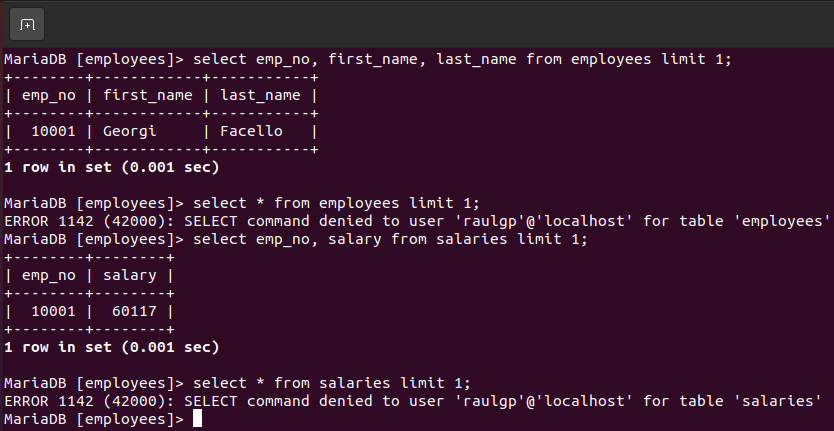 MariaDB [employees]> select emp_no, first_name, last_name from employees limit 1;
+--------+------------+-----------+
| emp_no | first_name | last_name |
+--------+------------+-----------+
|  10001 | Georgi     | Facello   |
+--------+------------+-----------+
1 row in set (0.001 sec)

MariaDB [employees]> select * from employees limit 1;
ERROR 1142 (42000): SELECT command denied to user 'raulgp'@'localhost' for table 'employees'
MariaDB [employees]> select emp_no, salary from salaries limit 1;
+--------+--------+
| emp_no | salary |
+--------+--------+
|  10001 |  60117 |
+--------+--------+
1 row in set (0.001 sec)

MariaDB [employees]> select * from salaries limit 1;
ERROR 1142 (42000): SELECT command denied to user 'raulgp'@'localhost' for table 'salaries'
MariaDB [employees]>